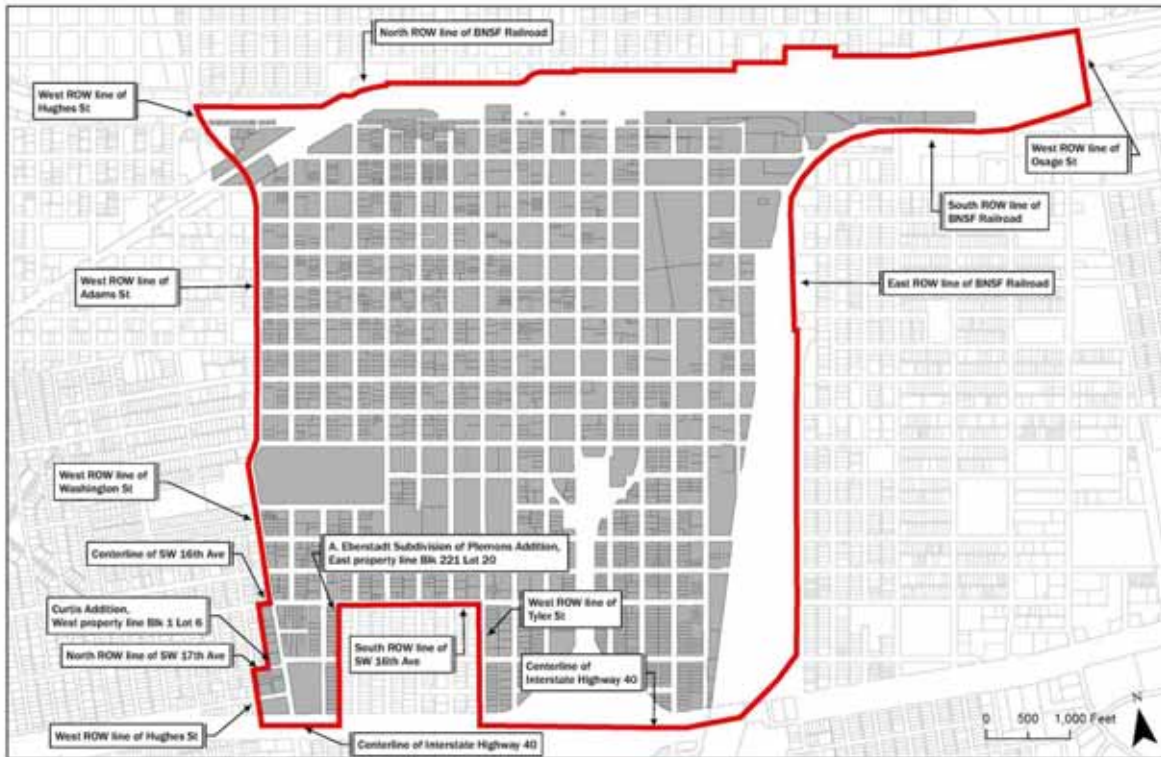 North ROW line of BNSF Railroad
West ROW line of
Hughes St
West ROW line of
Osage St
South ROW line of
BNSF Railroad
West ROW line of
Adams St
East ROW line of BNSF Railroad
West ROW line of
Washington St
Centerline of SW 16th Ave
A. Eberstadt Subdivision of Plemons Addition,
East property line Blk 221 Lot 20
Curtis Addition,
West property line Blk 1 Lot 6
West ROW line of
Tyler St
North ROW line of SW 17th Ave
South ROW line of
SW 16th Ave
Centerline of
Interstate Highway 40
West ROW line of Hughes St
Centerline of Interstate Highway 40
N
0 500 1,000 Feet